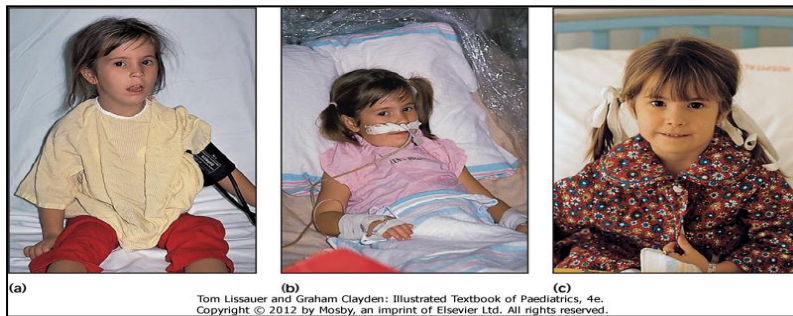 (a)
(b)
(c)
Tom Lissauer and Graham Clayden: Illustrated Textbook of Paediatrics, 4e.
Copyright © 2012 by Mosby, an imprint of Elsevier Ltd. All rights reserved.